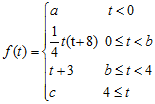 f(t) = { a t < 0
1/4 t(t+8) 0 ≤ t < b
t+3 b ≤ t < 4
c 4 ≤ t